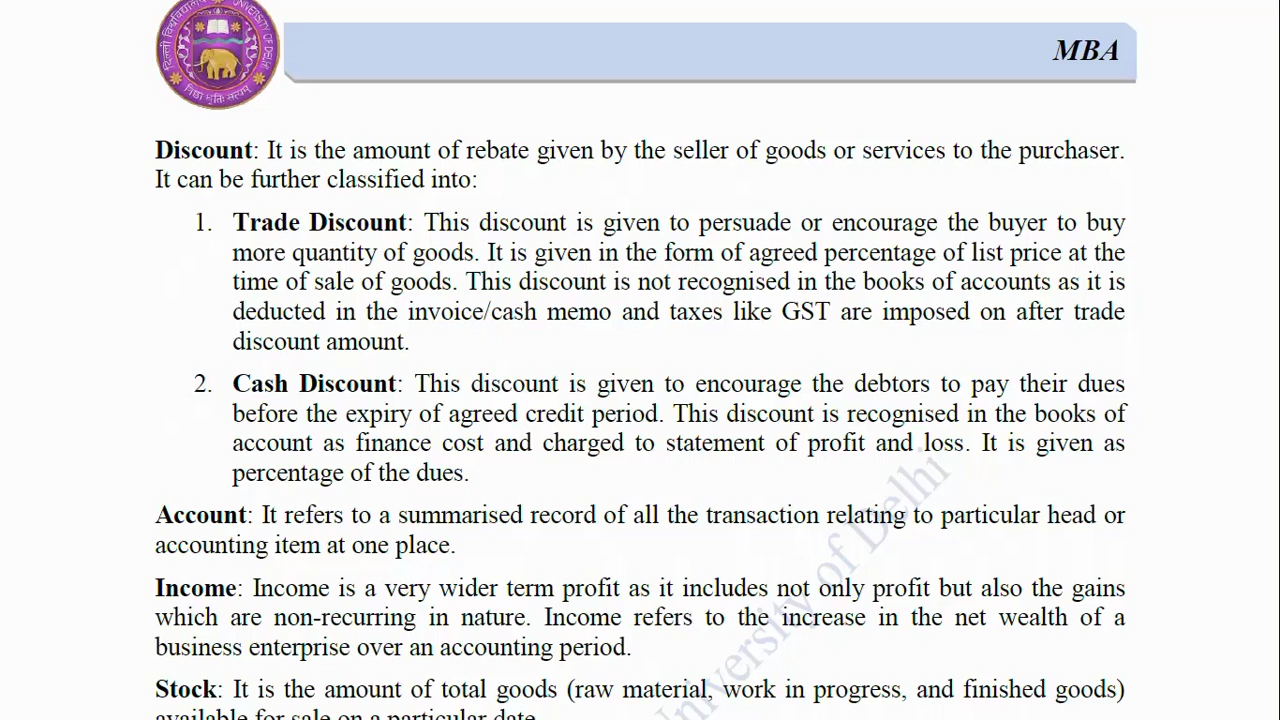 MBA
Discount: It is the amount of rebate given by the seller of goods or services to the purchaser.
It can be further classified into:
1. Trade Discount: This discount is given to persuade or encourage the buyer to buy
more quantity of goods. It is given in the form of agreed percentage of list price at the
time of sale of goods. This discount is not recognised in the books of accounts as it is
deducted in the invoice/cash memo and taxes like GST are imposed on after trade
discount amount.
2. Cash Discount: This discount is given to encourage the debtors to pay their dues
before the expiry of agreed credit period. This discount is recognised in the books of
account as finance cost and charged to statement of profit and loss. It is given as
percentage of the dues.
Account: It refers to a summarised record of all the transaction relating to particular head or
accounting item at one place.
Income: Income is a very wider term profit as it includes not only profit but also the gains
which are non-recurring in nature. Income refers to the increase in the net wealth of a
business enterprise over an accounting period.
Stock: It is the amount of total goods (raw material, work in progress, and finished goods)
available for sale on a particular date.
University of Delhi